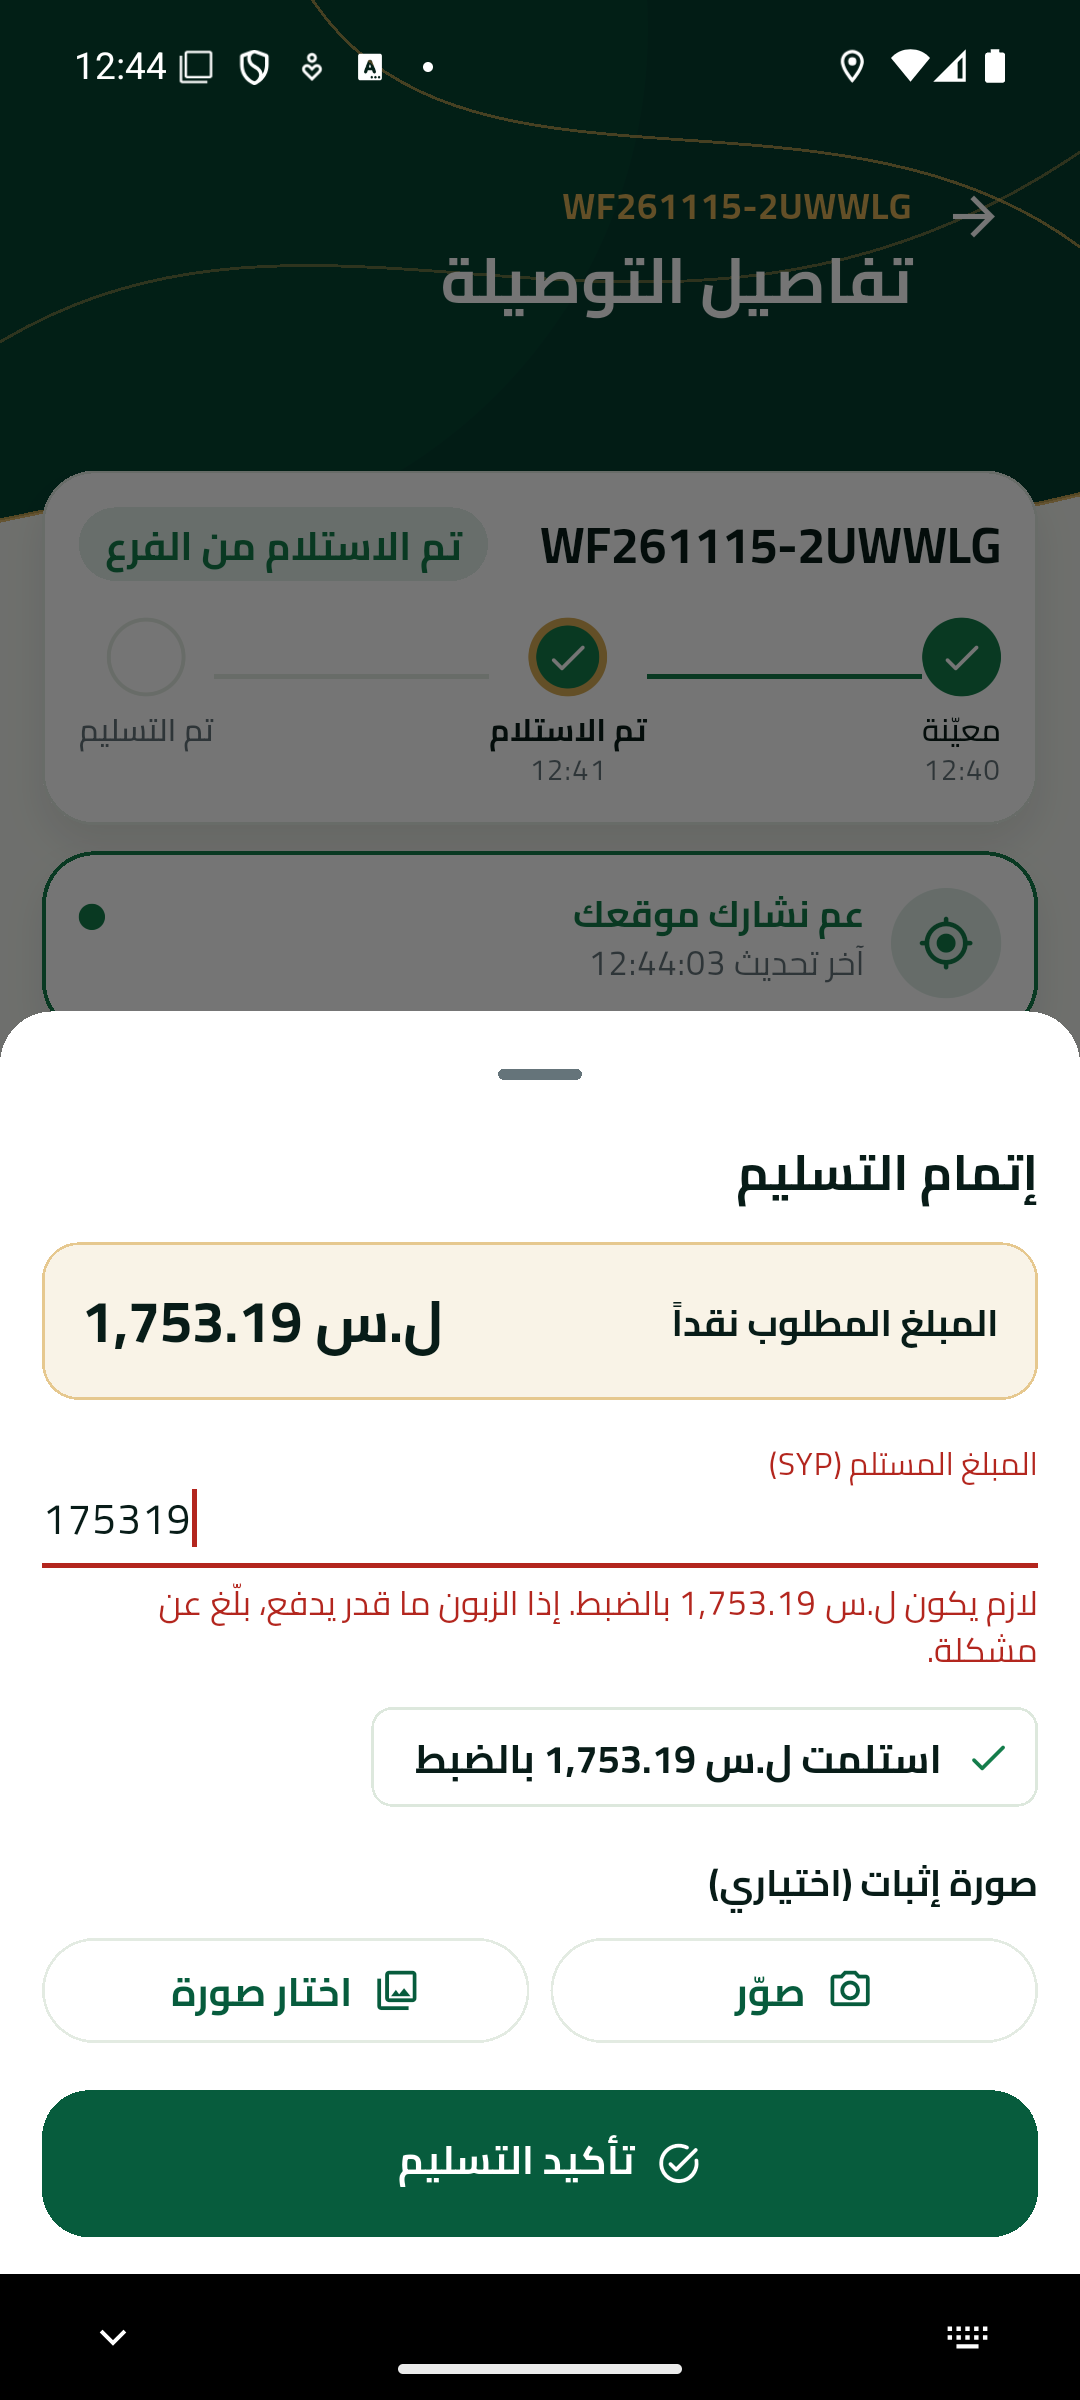 12:44
WF261115-2UWWLG
تفاصيل التوصيلة
WF261115-2UWWLG
تم الاستلام من الفرع
معيّنة
تم الاستلام
تم التسليم
12:40
12:41
عم نشارك موقعك
آخر تحديث 12:44:03
إتمام التسليم
المبلغ المطلوب نقداً
ل.س 1,753.19
المبلغ المستلم (SYP)
175319
لازم يكون ل.س 1,753.19 بالضبط. إذا الزبون ما قدر يدفع، بلّغ عن
مشكلة.
استلمت ل.س 1,753.19 بالضبط
صورة إثبات (اختياري)
صوّر
اختار صورة
تأكيد التسليم